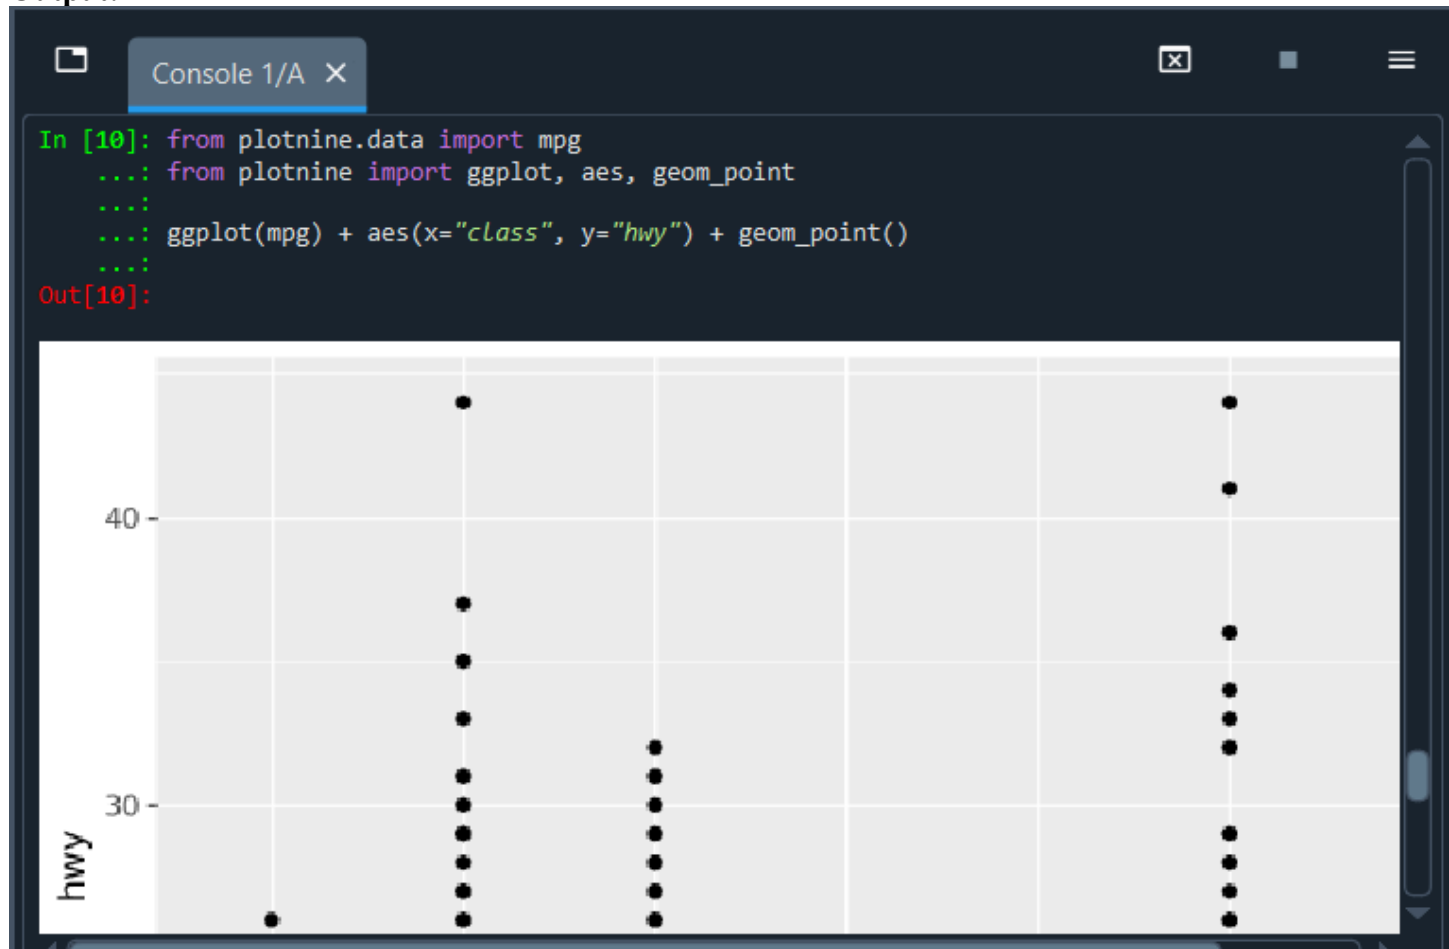 Console 1/A
In [10]: from plotnine.data import mpg
...: from plotnine import ggplot, aes, geom_point
...:
...: ggplot(mpg) + aes(x="class", y="hwy") + geom_point()
...:
Out[10]:
40
30
hwy